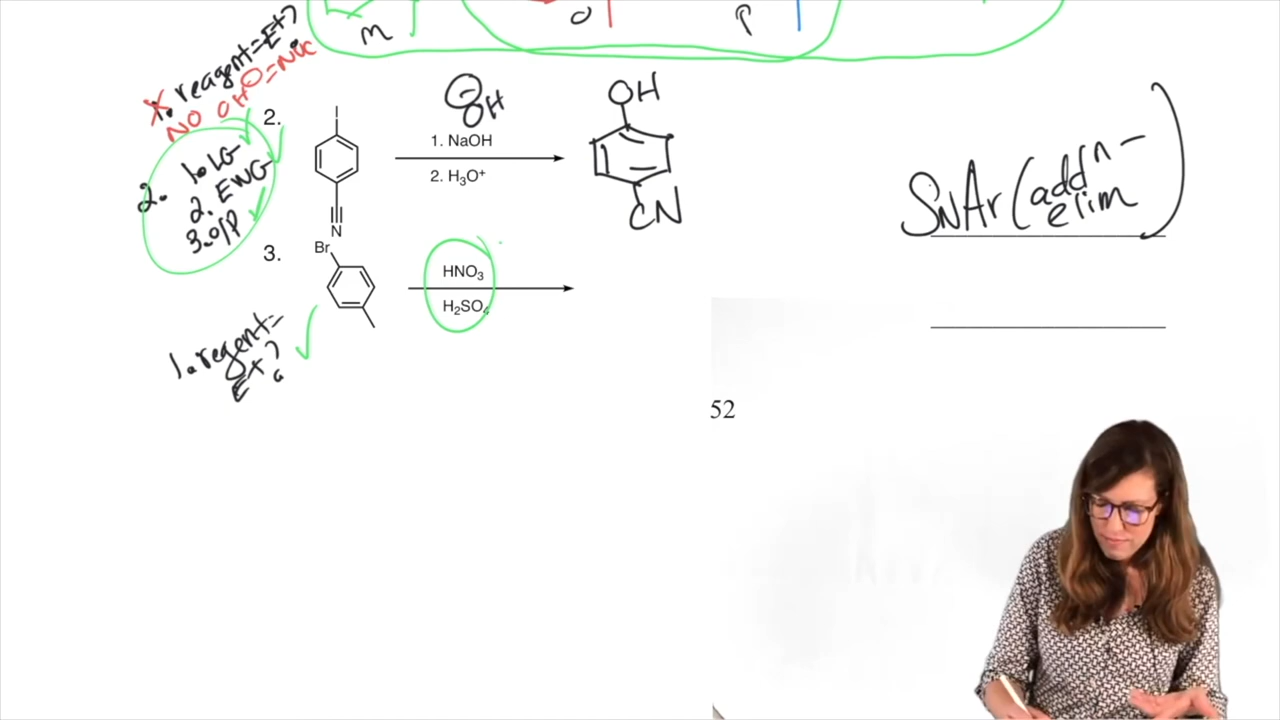 m
o
p
1. reagent=E+?
NO OH⊖=Nuc
2.
I
⊖OH
1. NaOH
2. H₃O⁺
N
OH
CN
2. 1. LG
2. EWG
3. o/p
SNAr (addn-
elim)
3.
Br
HNO₃
H₂SO₄
1. regent=
E+?
52